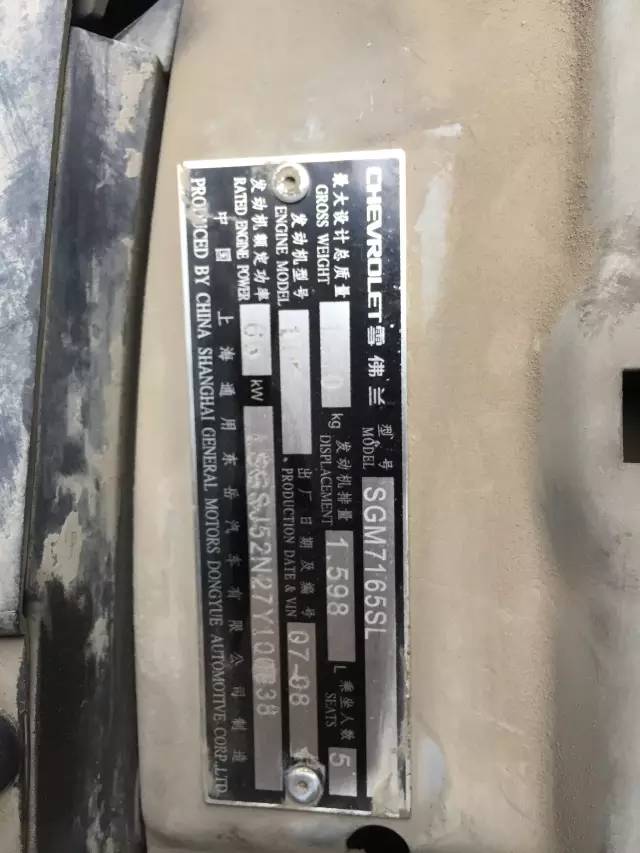 CHEVROLET 雪佛兰 型号 MODEL SGM7165SL
最大设计总质量 GROSS WEIGHT kg 发动机排量 DISPLACEMENT 1.598 L 乘坐人数 SEATS 5
发动机型号 ENGINE MODEL 、出厂日期及编号 PRODUCTION DATE & VIN 07-08
发动机额定功率 RATED ENGINE POWER kW
中国 上海通用东岳汽车有限公司制造
PRODUCED BY CHINA SHANGHAI GENERAL MOTORS DONGYUE AUTOMOTIVE CORP.,LTD.